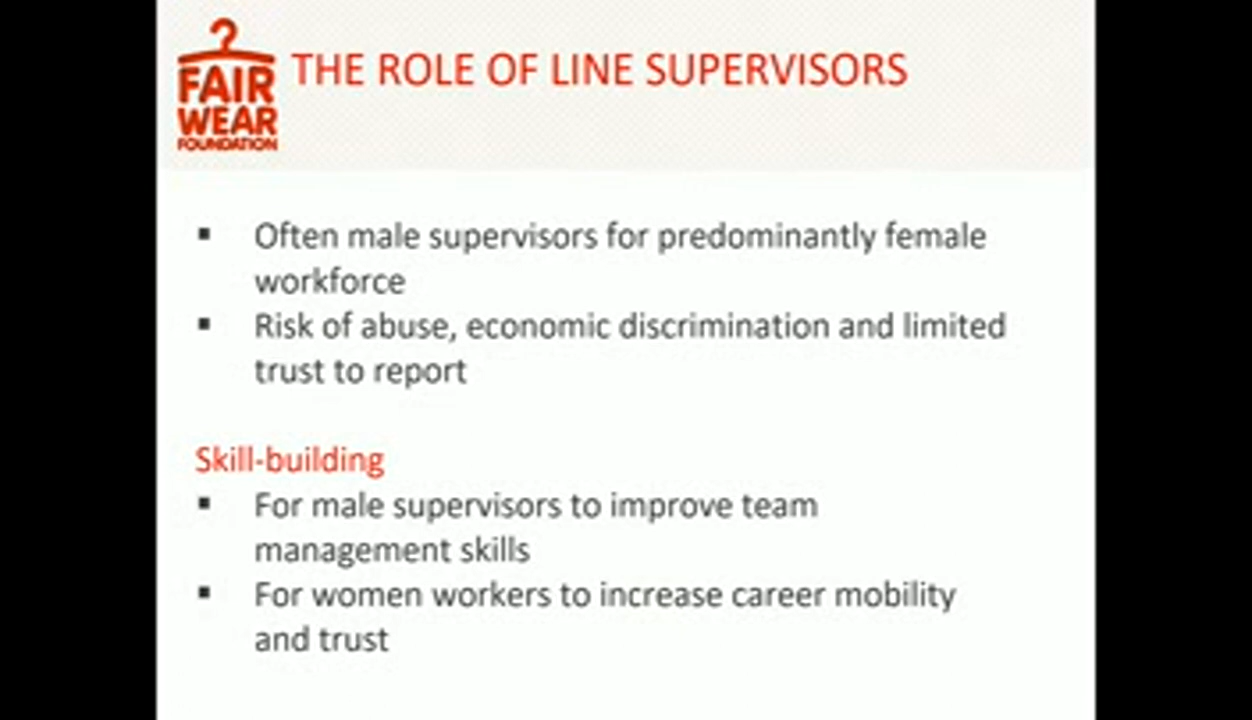 FAIR
WEAR
FOUNDATION
THE ROLE OF LINE SUPERVISORS
▪ Often male supervisors for predominantly female
workforce
▪ Risk of abuse, economic discrimination and limited
trust to report
Skill-building
▪ For male supervisors to improve team
management skills
▪ For women workers to increase career mobility
and trust